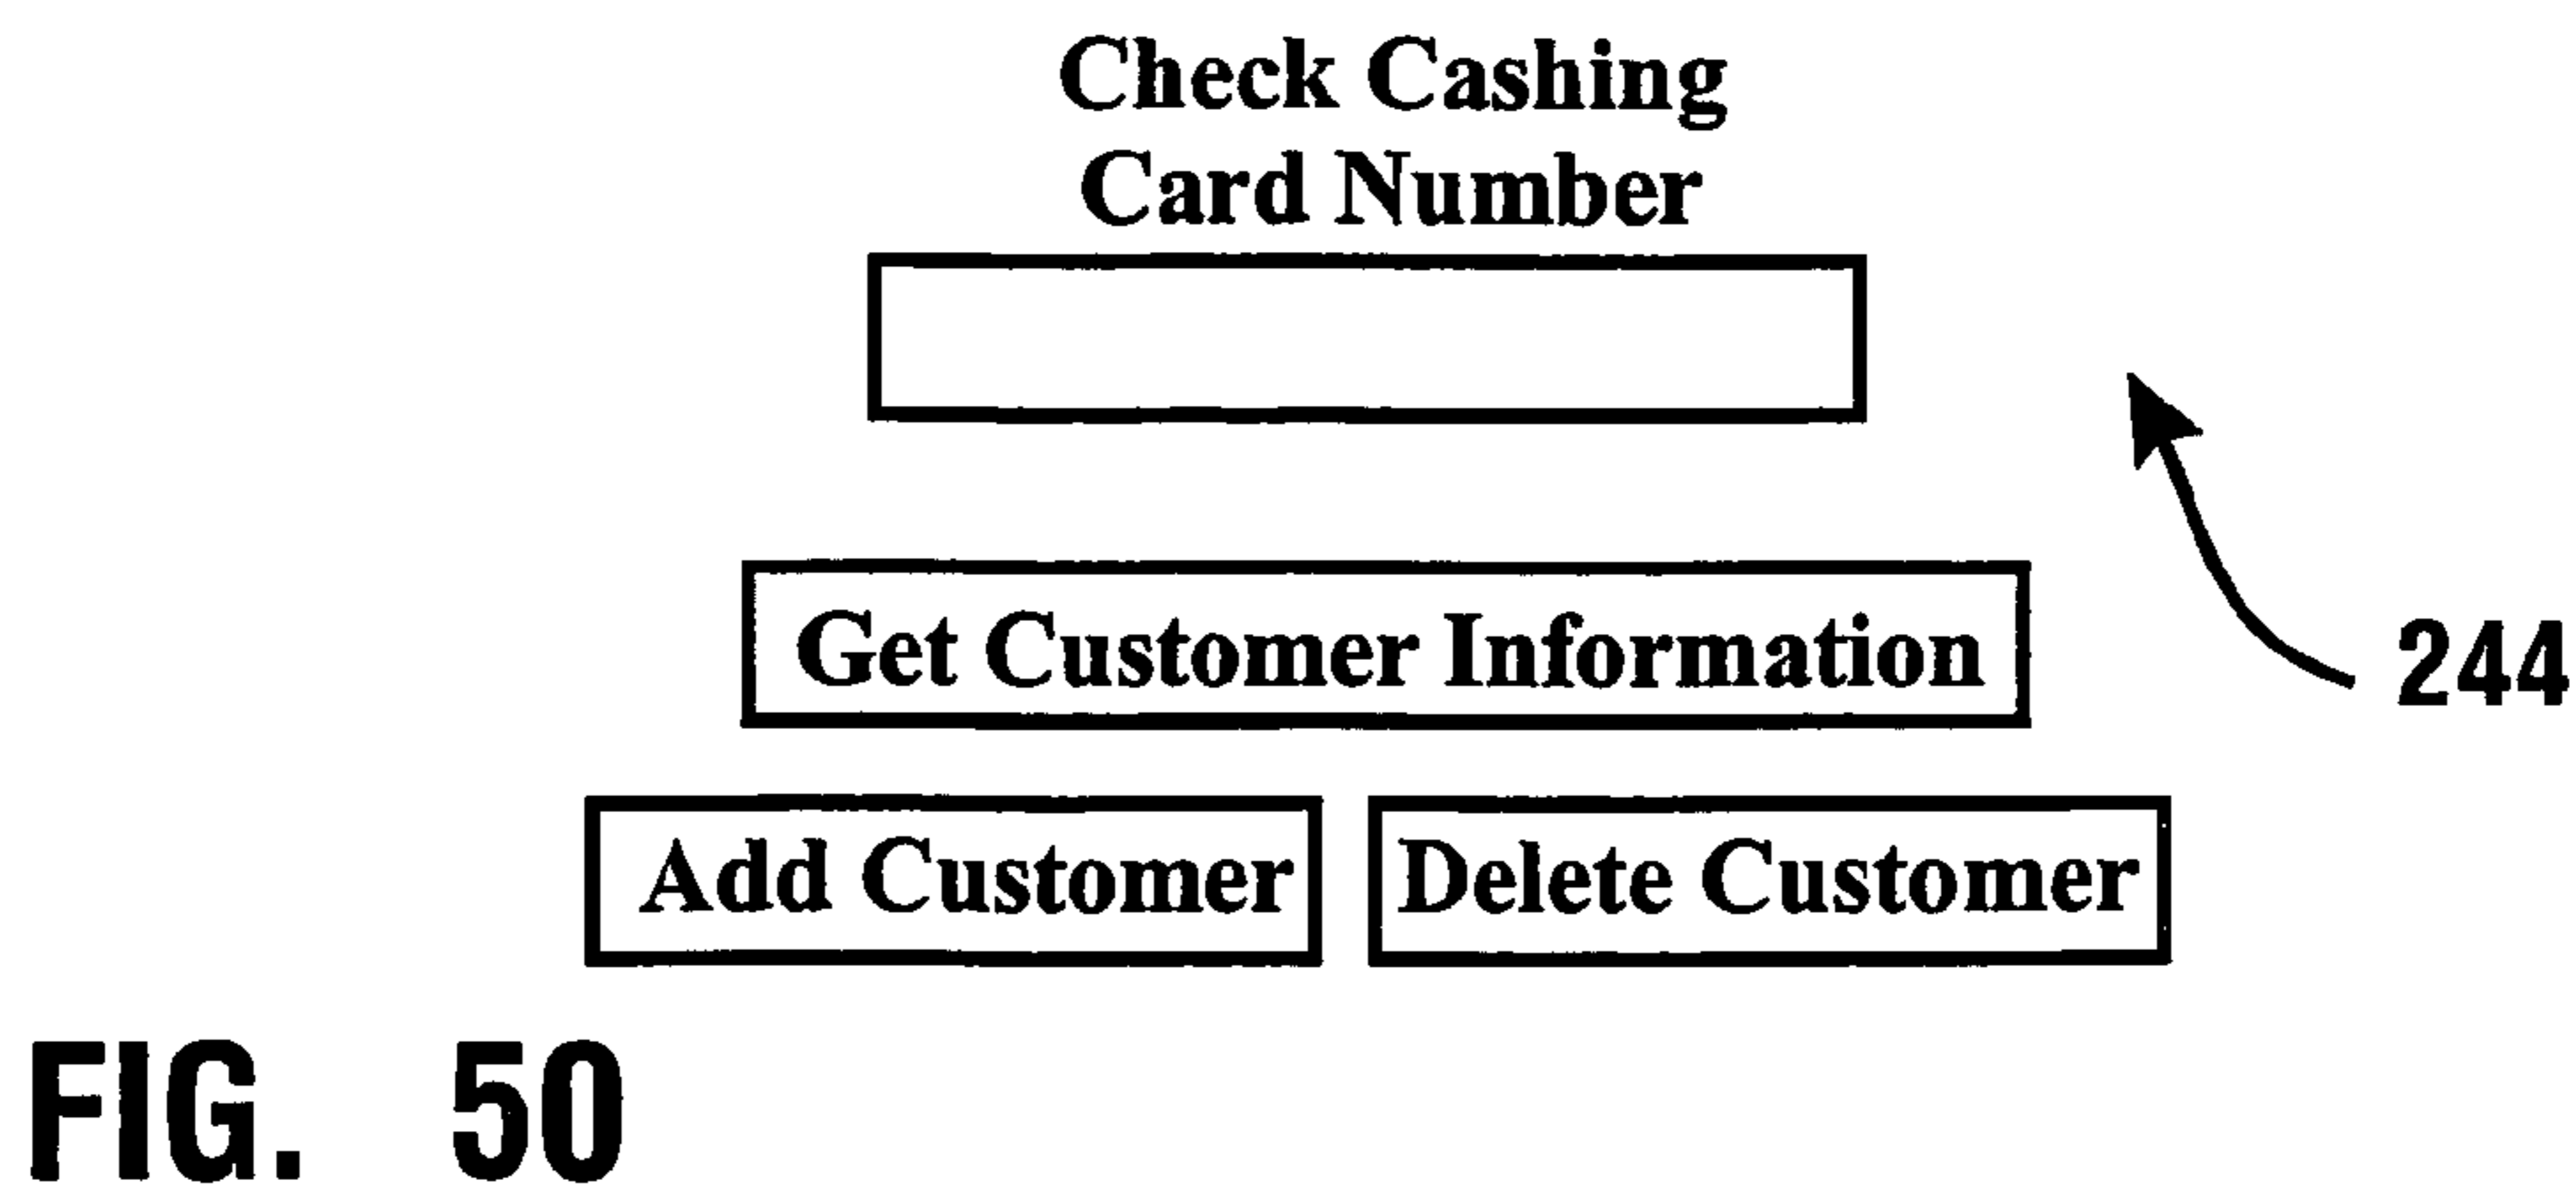 Check Cashing
Card Number
Get Customer Information
244
Add Customer
Delete Customer
FIG. 50